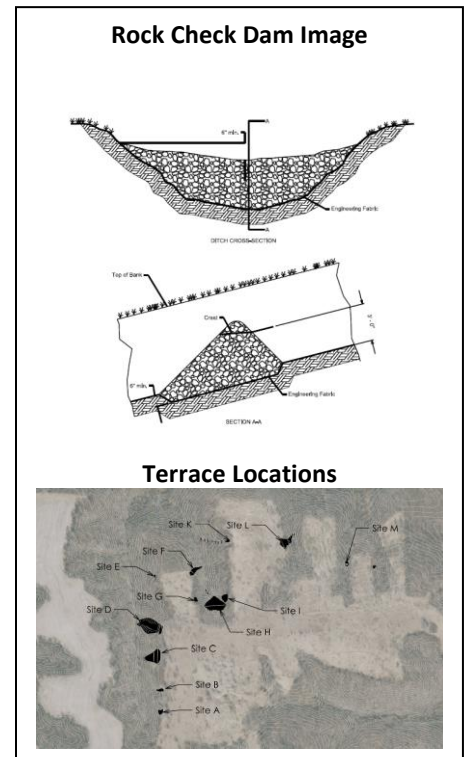 Rock Check Dam Image
A
6" min.
Engineering Fabric
A
DITCH CROSS-SECTION
Top of Bank
Crest
6" min.
Engineering Fabric
SECTION A-A
Terrace Locations
Site K
Site L
Site M
Site F
Site E
Site G
Site I
Site D
Site H
Site C
Site B
Site A